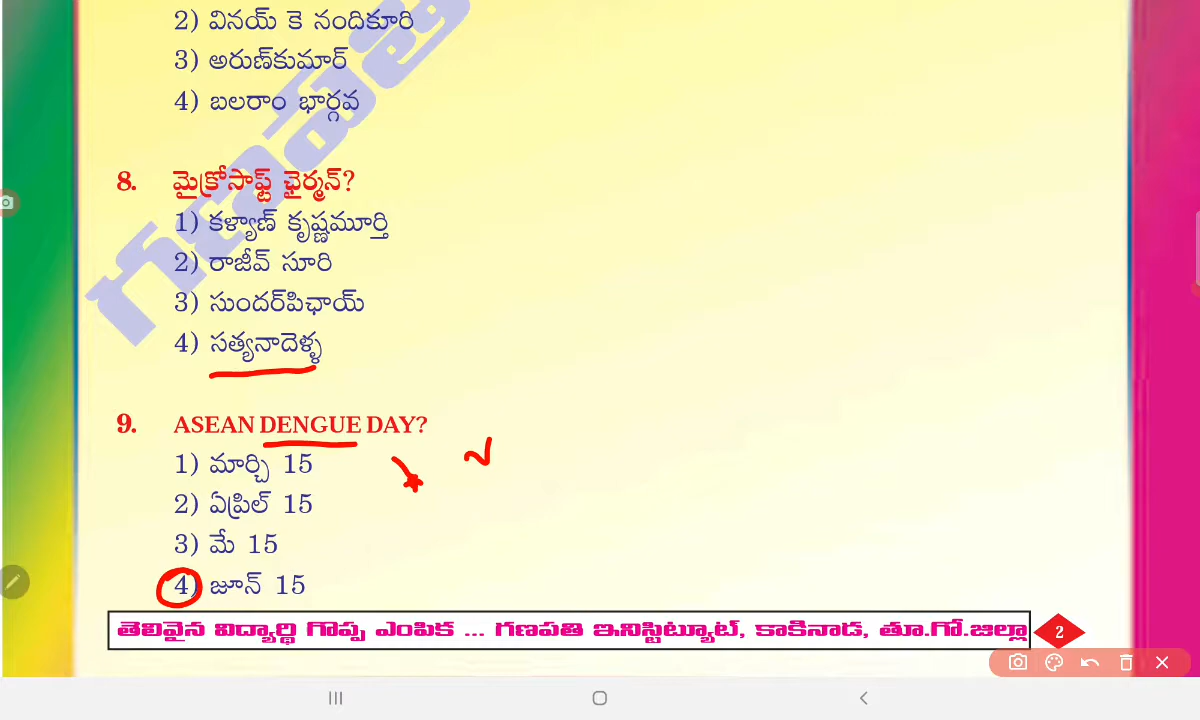 2) వినయ్ కె నందికూరి
3) అరుణ్‌కుమార్
4) బలరాం భార్గవ
8. మైక్రోసాఫ్ట్ ఛైర్మన్?
1) కళ్యాణ్ కృష్ణమూర్తి
2) రాజీవ్ సూరి
3) సుందర్‌పిఛాయ్
4) సత్యనాదెళ్ళ
9. ASEAN DENGUE DAY?
1) మార్చి 15
2) ఏప్రిల్ 15
3) మే 15
4) జూన్ 15
తెలివైన విద్యార్థి గొప్ప ఎంపిక ... గణపతి ఇనిస్టిట్యూట్, కాకినాడ, తూ.గో.జిల్లా 2